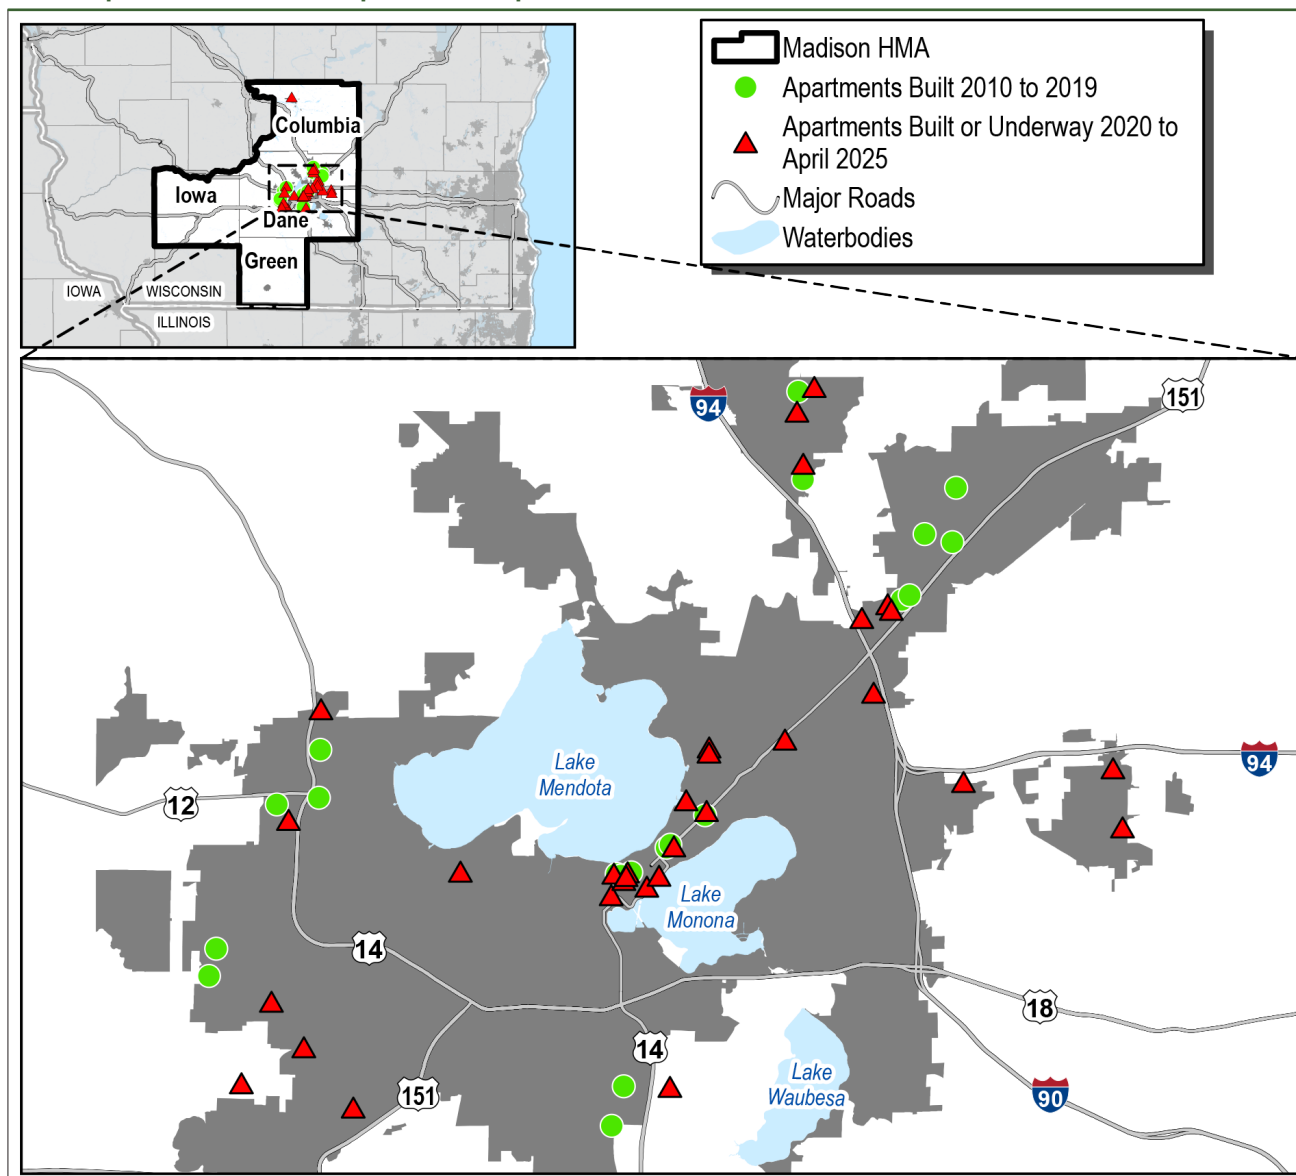 Madison HMA
Apartments Built 2010 to 2019
Apartments Built or Underway 2020 to
April 2025
Major Roads
Waterbodies
Columbia
Iowa
Dane
Green
IOWA
WISCONSIN
ILLINOIS
94
151
Lake
Mendota
94
12
Lake
Monona
14
18
14
Lake
Waubesa
151
90